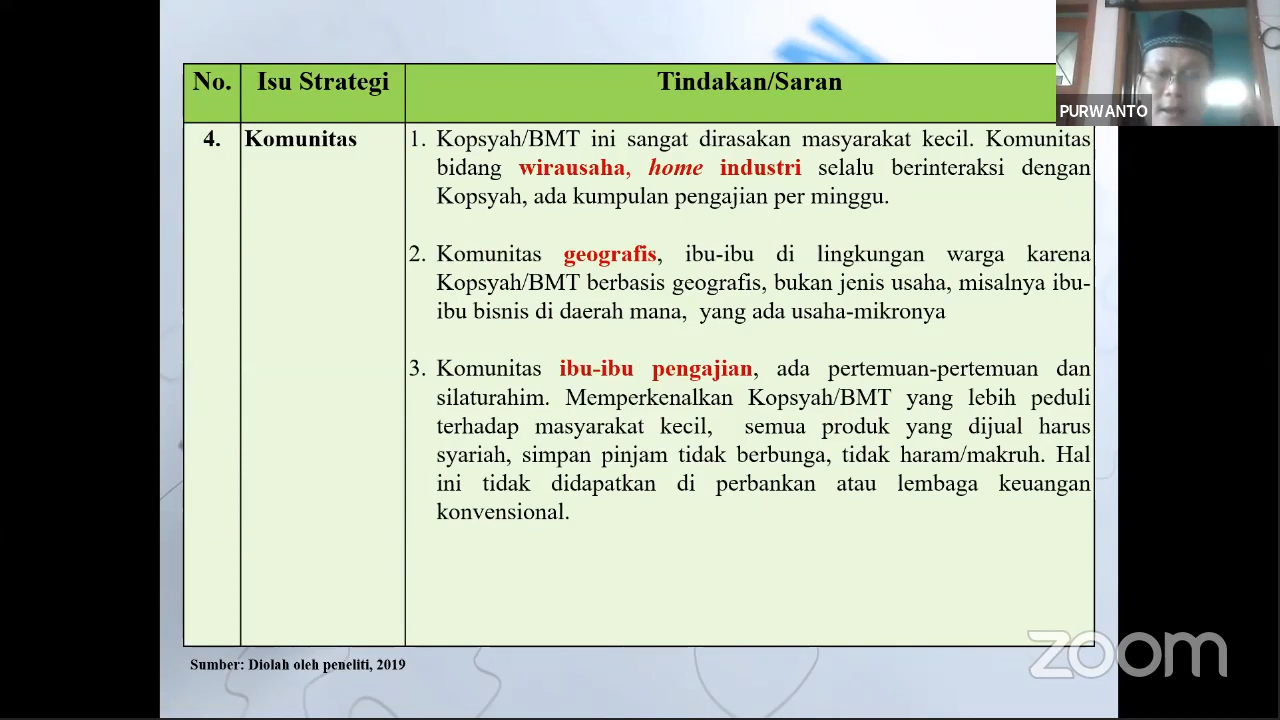 No. Isu Strategi Tindakan/Saran
PURWANTO
4. Komunitas
1. Kopsyah/BMT ini sangat dirasakan masyarakat kecil. Komunitas
bidang wirausaha, home industri selalu berinteraksi dengan
Kopsyah, ada kumpulan pengajian per minggu.
2. Komunitas geografis, ibu-ibu di lingkungan warga karena
Kopsyah/BMT berbasis geografis, bukan jenis usaha, misalnya ibu-
ibu bisnis di daerah mana, yang ada usaha-mikronya
3. Komunitas ibu-ibu pengajian, ada pertemuan-pertemuan dan
silaturahim. Memperkenalkan Kopsyah/BMT yang lebih peduli
terhadap masyarakat kecil, semua produk yang dijual harus
syariah, simpan pinjam tidak berbunga, tidak haram/makruh. Hal
ini tidak didapatkan di perbankan atau lembaga keuangan
konvensional.
Sumber: Diolah oleh peneliti, 2019
zoom